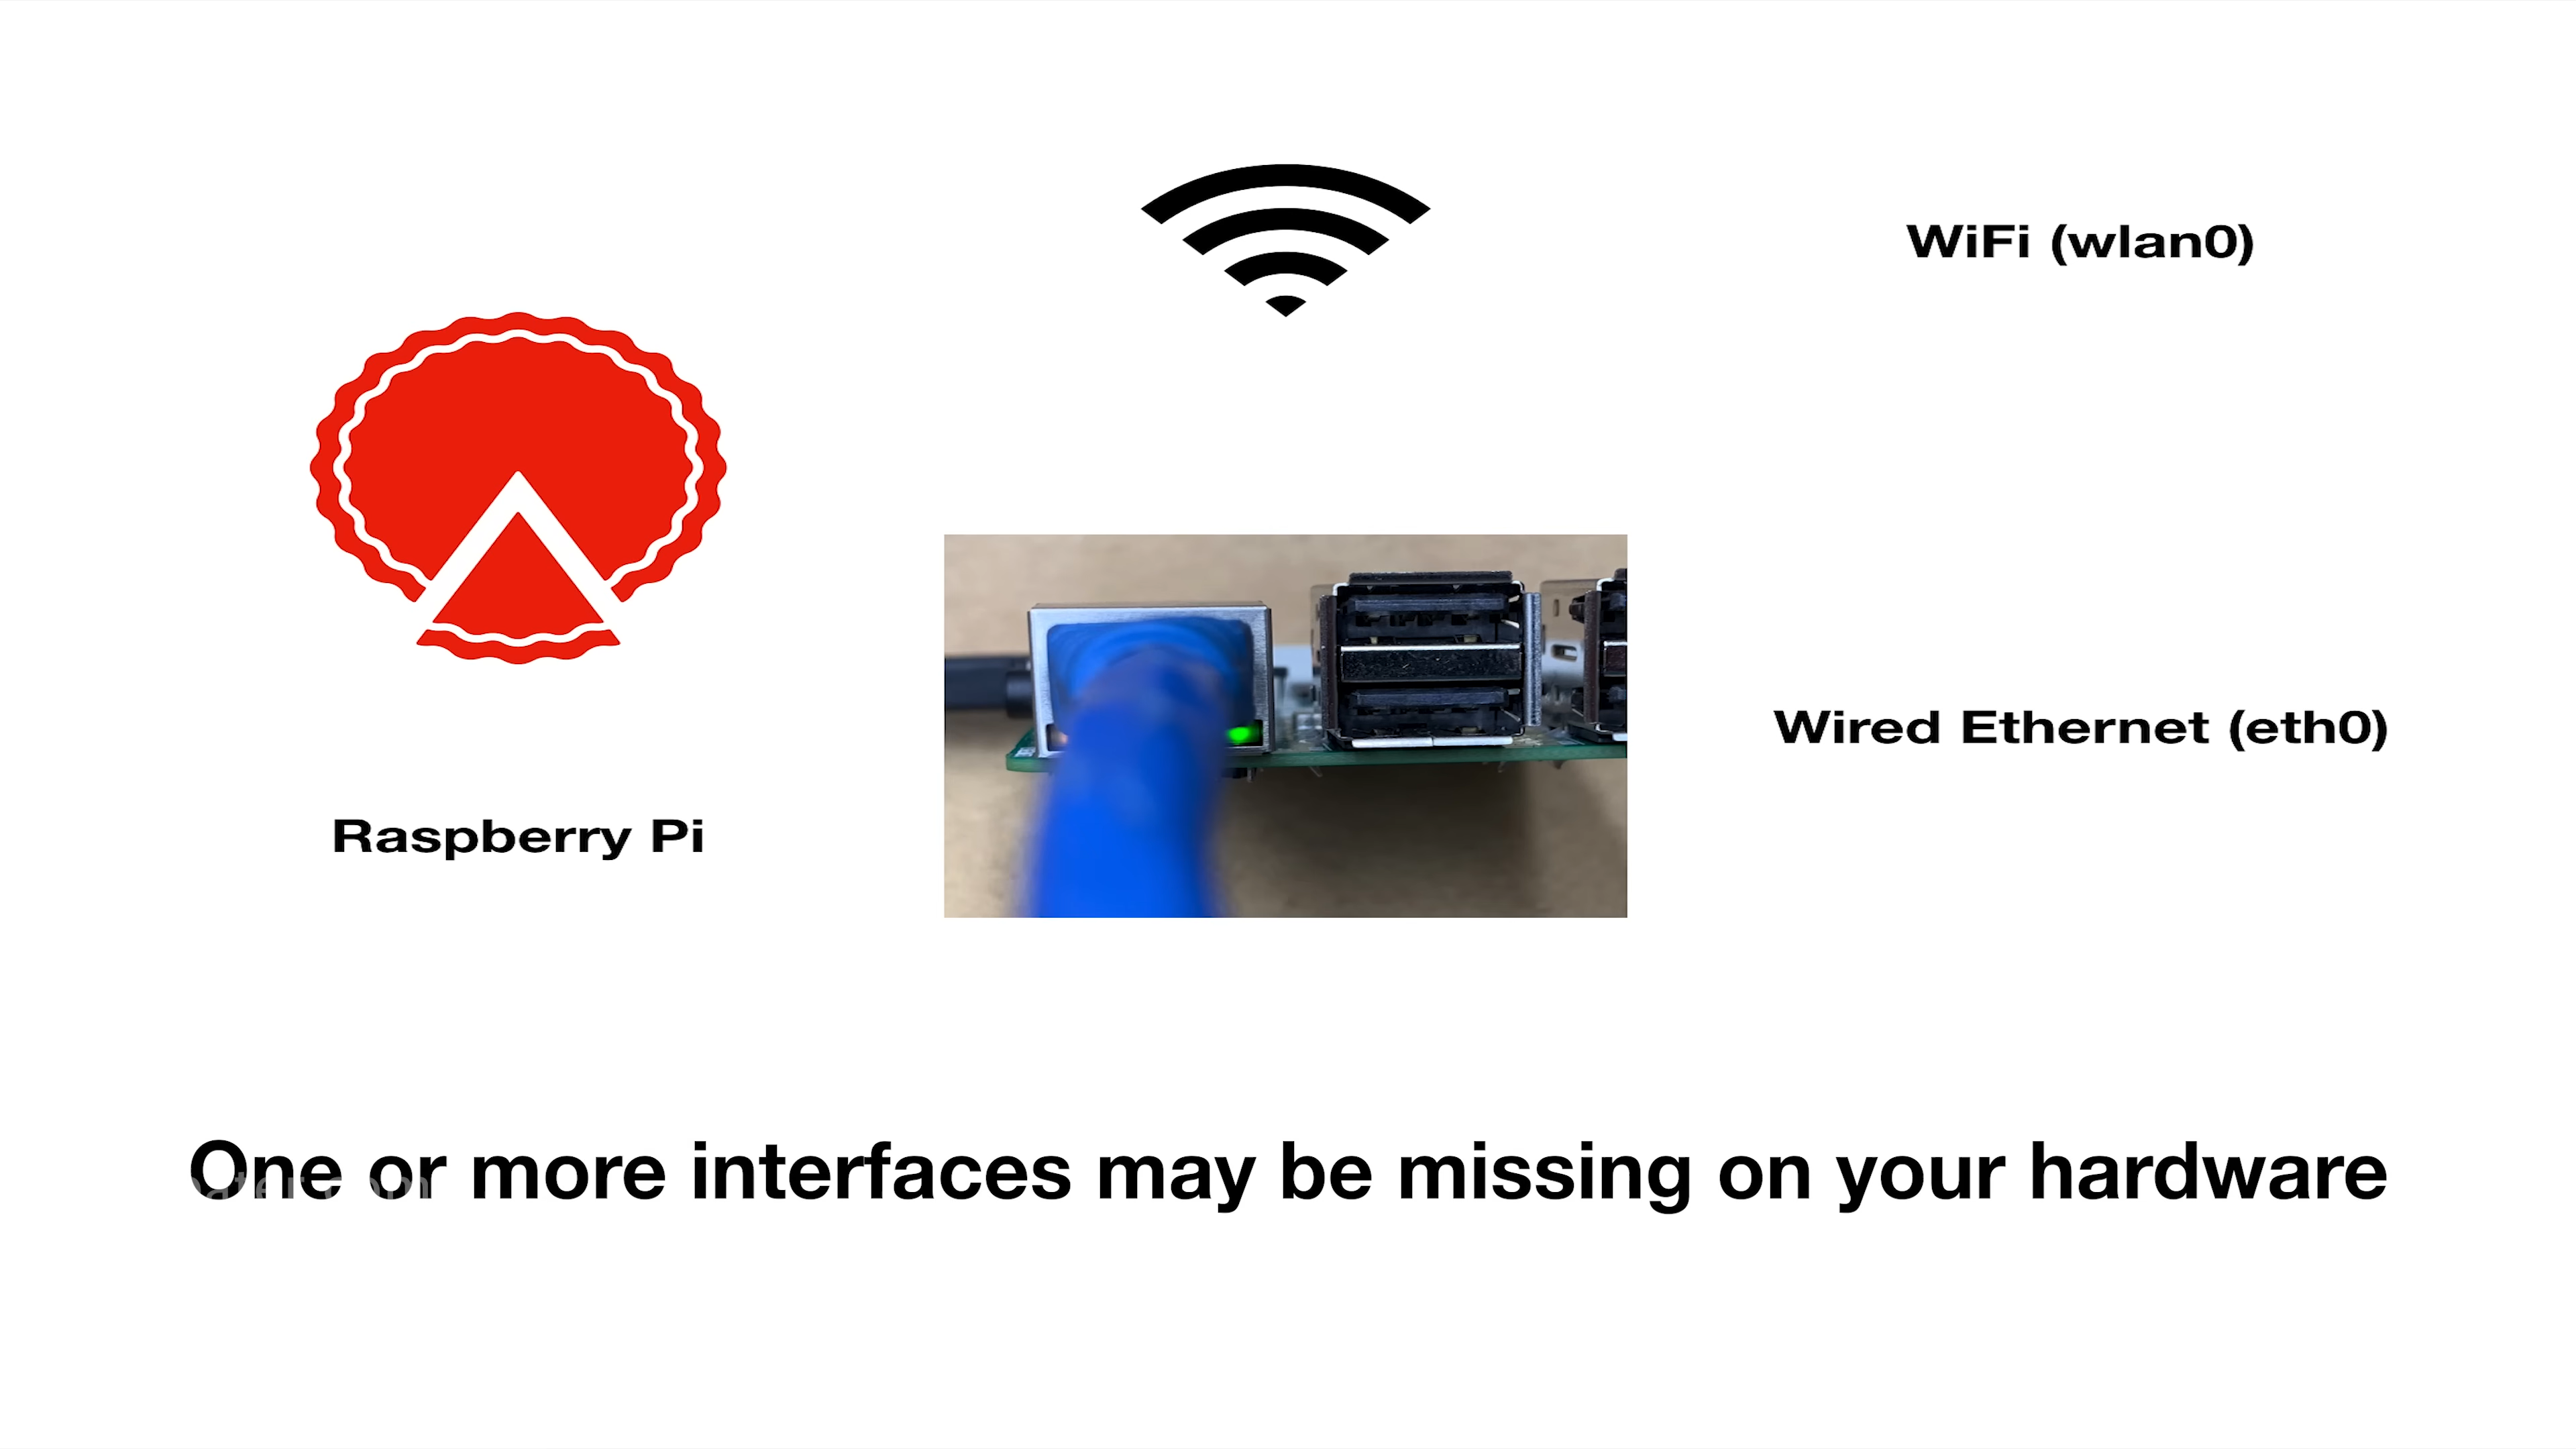 WiFi (wlan0)
Wired Ethernet (eth0)
Raspberry Pi
One or more interfaces may be missing on your hardware